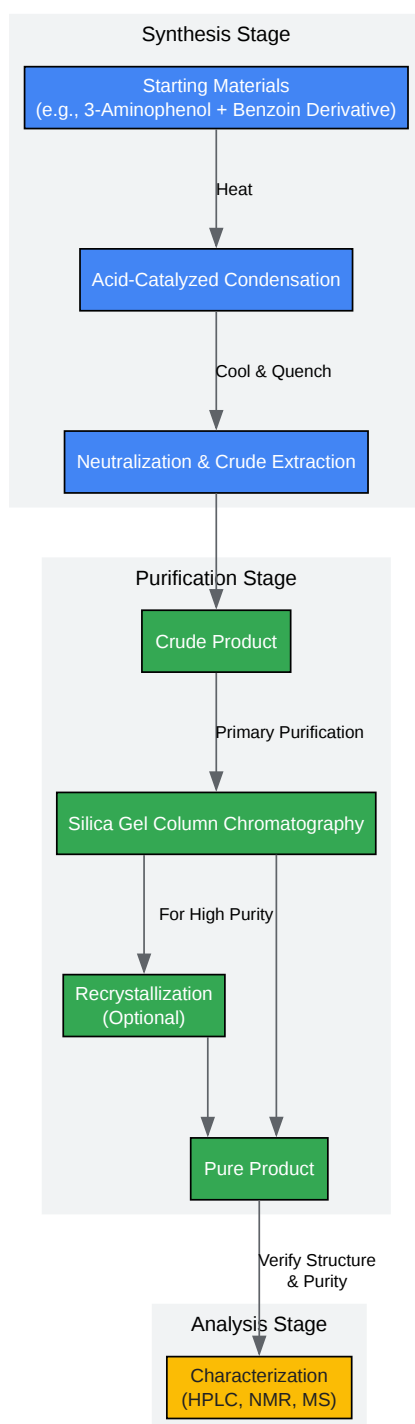 Synthesis Stage
Starting Materials
(e.g., 3-Aminophenol + Benzoin Derivative)
Heat
Acid-Catalyzed Condensation
Cool & Quench
Neutralization & Crude Extraction
Purification Stage
Crude Product
Primary Purification
Silica Gel Column Chromatography
For High Purity
Recrystallization
(Optional)
Pure Product
Verify Structure
& Purity
Analysis Stage
Characterization
(HPLC, NMR, MS)